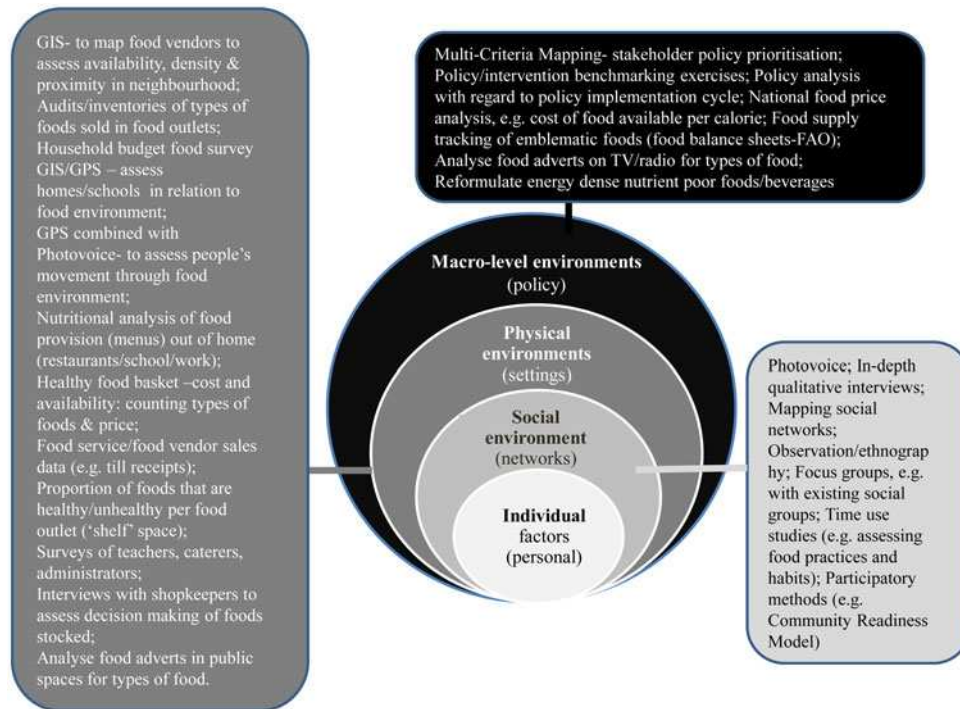 GIS- to map food vendors to
assess availability, density &
proximity in neighbourhood;
Audits/inventories of types of
foods sold in food outlets;
Household budget food survey
GIS/GPS – assess
homes/schools in relation to
food environment;
GPS combined with
Photovoice- to assess people's
movement through food
environment;
Nutritional analysis of food
provision (menus) out of home
(restaurants/school/work);
Healthy food basket –cost and
availability: counting types of
foods & price;
Food service/food vendor sales
data (e.g. till receipts);
Proportion of foods that are
healthy/unhealthy per food
outlet ('shelf' space);
Surveys of teachers, caterers,
administrators;
Interviews with shopkeepers to
assess decision making of foods
stocked;
Analyse food adverts in public
spaces for types of food.
Multi-Criteria Mapping- stakeholder policy prioritisation;
Policy/intervention benchmarking exercises; Policy analysis
with regard to policy implementation cycle; National food price
analysis, e.g. cost of food available per calorie; Food supply
tracking of emblematic foods (food balance sheets-FAO);
Analyse food adverts on TV/radio for types of food;
Reformulate energy dense nutrient poor foods/beverages
Macro-level environments
(policy)
Physical
environments
(settings)
Social
environment
(networks)
Individual
factors
(personal)
Photovoice; In-depth
qualitative interviews;
Mapping social
networks;
Observation/ethnograp
hy; Focus groups, e.g.
with existing social
groups; Time use
studies (e.g. assessing
food practices and
habits); Participatory
methods (e.g.
Community Readiness
Model)